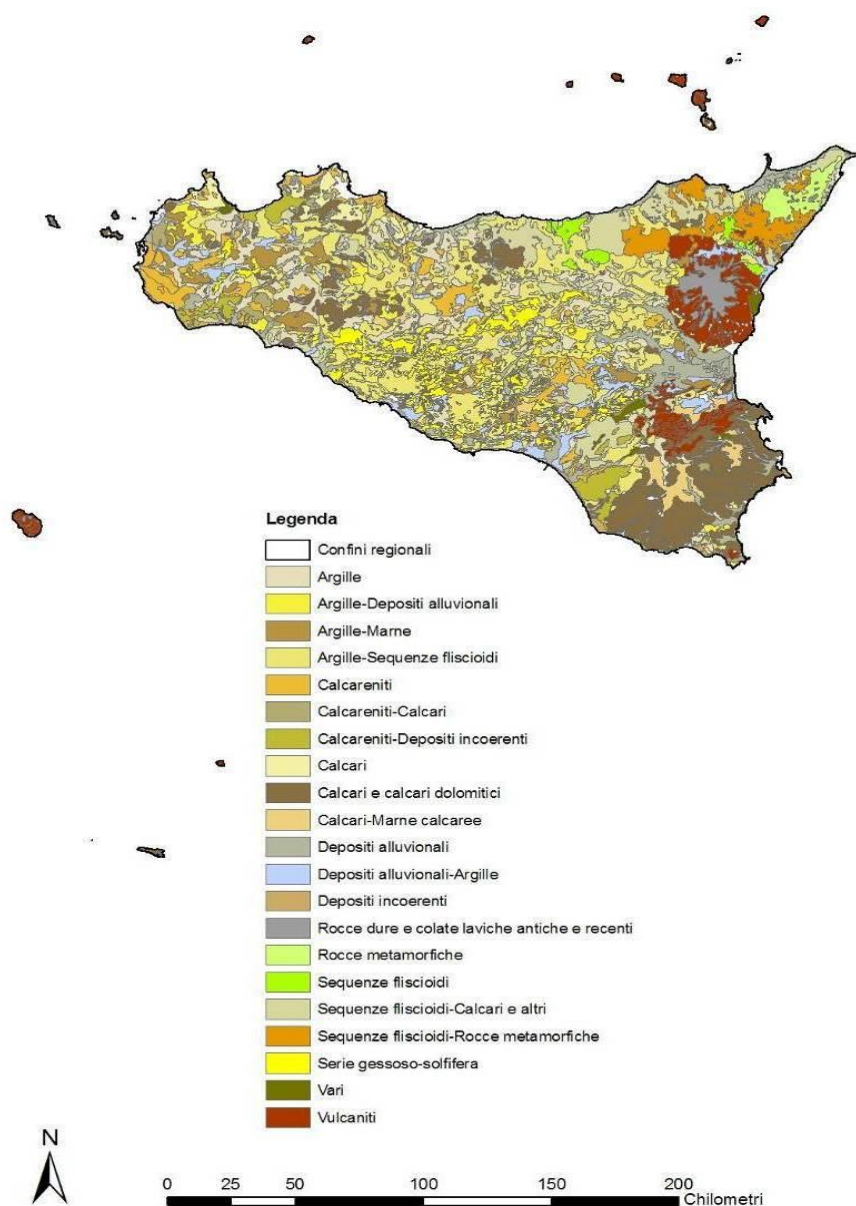 Legenda
Confini regionali
Argille
Argille-Depositi alluvionali
Argille-Marne
Argille-Sequenze fliscioidi
Calcareniti
Calcareniti-Calcari
Calcareniti-Depositi incoerenti
Calcari
Calcari e calcari dolomitici
Calcari-Marne calcaree
Depositi alluvionali
Depositi alluvionali-Argille
Depositi incoerenti
Rocce dure e colate laviche antiche e recenti
Rocce metamorfiche
Sequenze fliscioidi
Sequenze fliscioidi-Calcari e altri
Sequenze fliscioidi-Rocce metamorfiche
Serie gessoso-solfifera
Vari
Vulcaniti
N
0 25 50 100 150 200
Chilometri